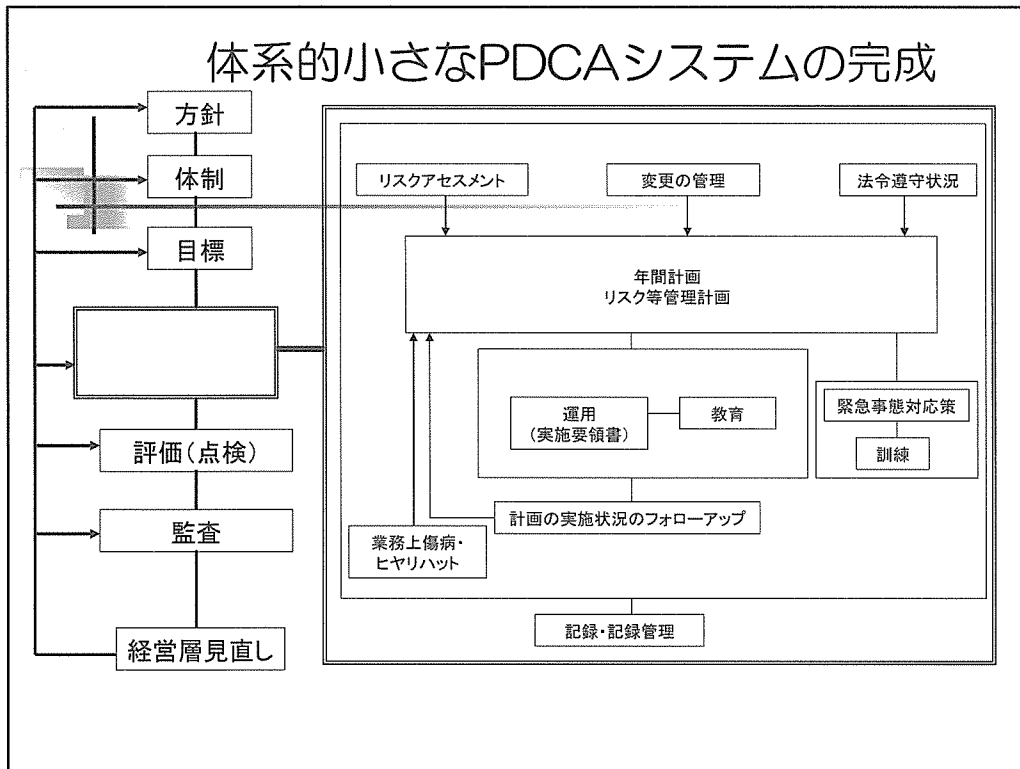 体系的小さなPDCAシステムの完成
方針
体制
目標
評価(点検)
監査
経営層見直し
リスクアセスメント
変更の管理
法令遵守状況
年間計画
リスク等管理計画
運用
(実施要領書)
教育
緊急事態対応策
訓練
計画の実施状況のフォローアップ
業務上傷病・
ヒヤリハット
記録・記録管理